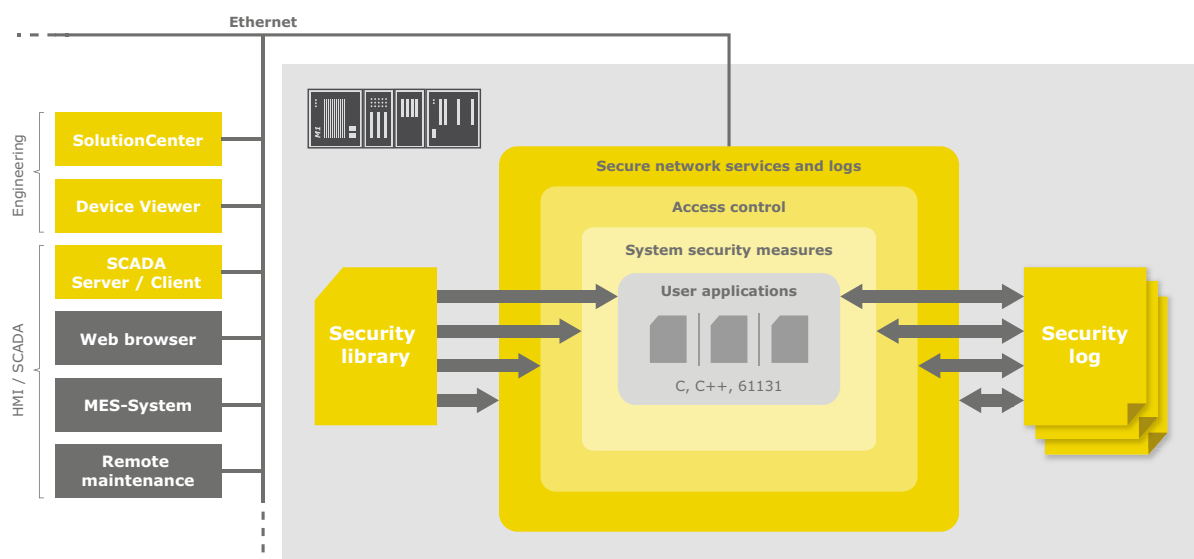 Ethernet
Engineering
SolutionCenter
Device Viewer
HMI / SCADA
SCADA
Server / Client
Web browser
MES-System
Remote
maintenance
M1
Secure network services and logs
Access control
System security measures
User applications
C, C++, 61131
Security
library
Security
log